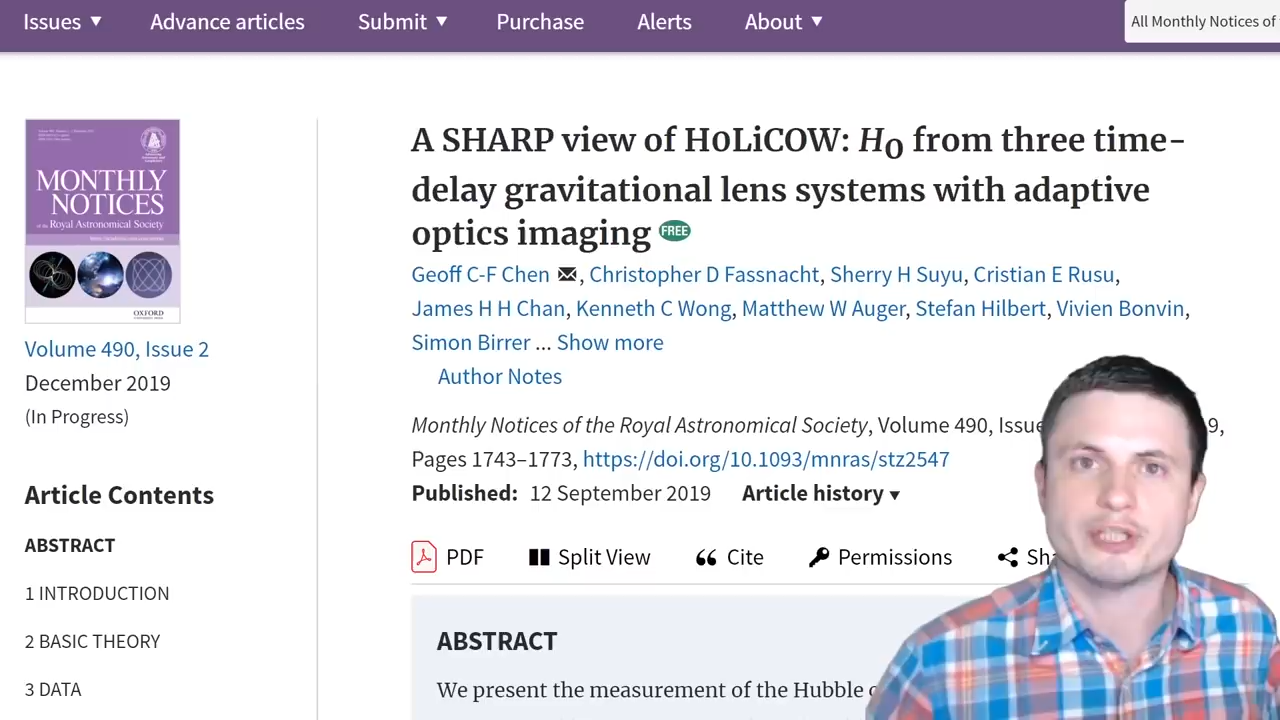 Issues ▼ Advance articles Submit ▼ Purchase Alerts About ▼ All Monthly Notices of
MONTHLY
NOTICES
of the Royal Astronomical Society
OXFORD
Volume 490, Issue 2
December 2019
(In Progress)
Article Contents
ABSTRACT
1 INTRODUCTION
2 BASIC THEORY
3 DATA
A SHARP view of H0LiCOW: H0 from three time-
delay gravitational lens systems with adaptive
optics imaging FREE
Geoff C-F Chen ✉, Christopher D Fassnacht, Sherry H Suyu, Cristian E Rusu,
James H H Chan, Kenneth C Wong, Matthew W Auger, Stefan Hilbert, Vivien Bonvin,
Simon Birrer ... Show more
Author Notes
Monthly Notices of the Royal Astronomical Society, Volume 490, Issue 9,
Pages 1743–1773, https://doi.org/10.1093/mnras/stz2547
Published: 12 September 2019 Article history ▼
PDF Split View Cite Permissions Sha
ABSTRACT
We present the measurement of the Hubble